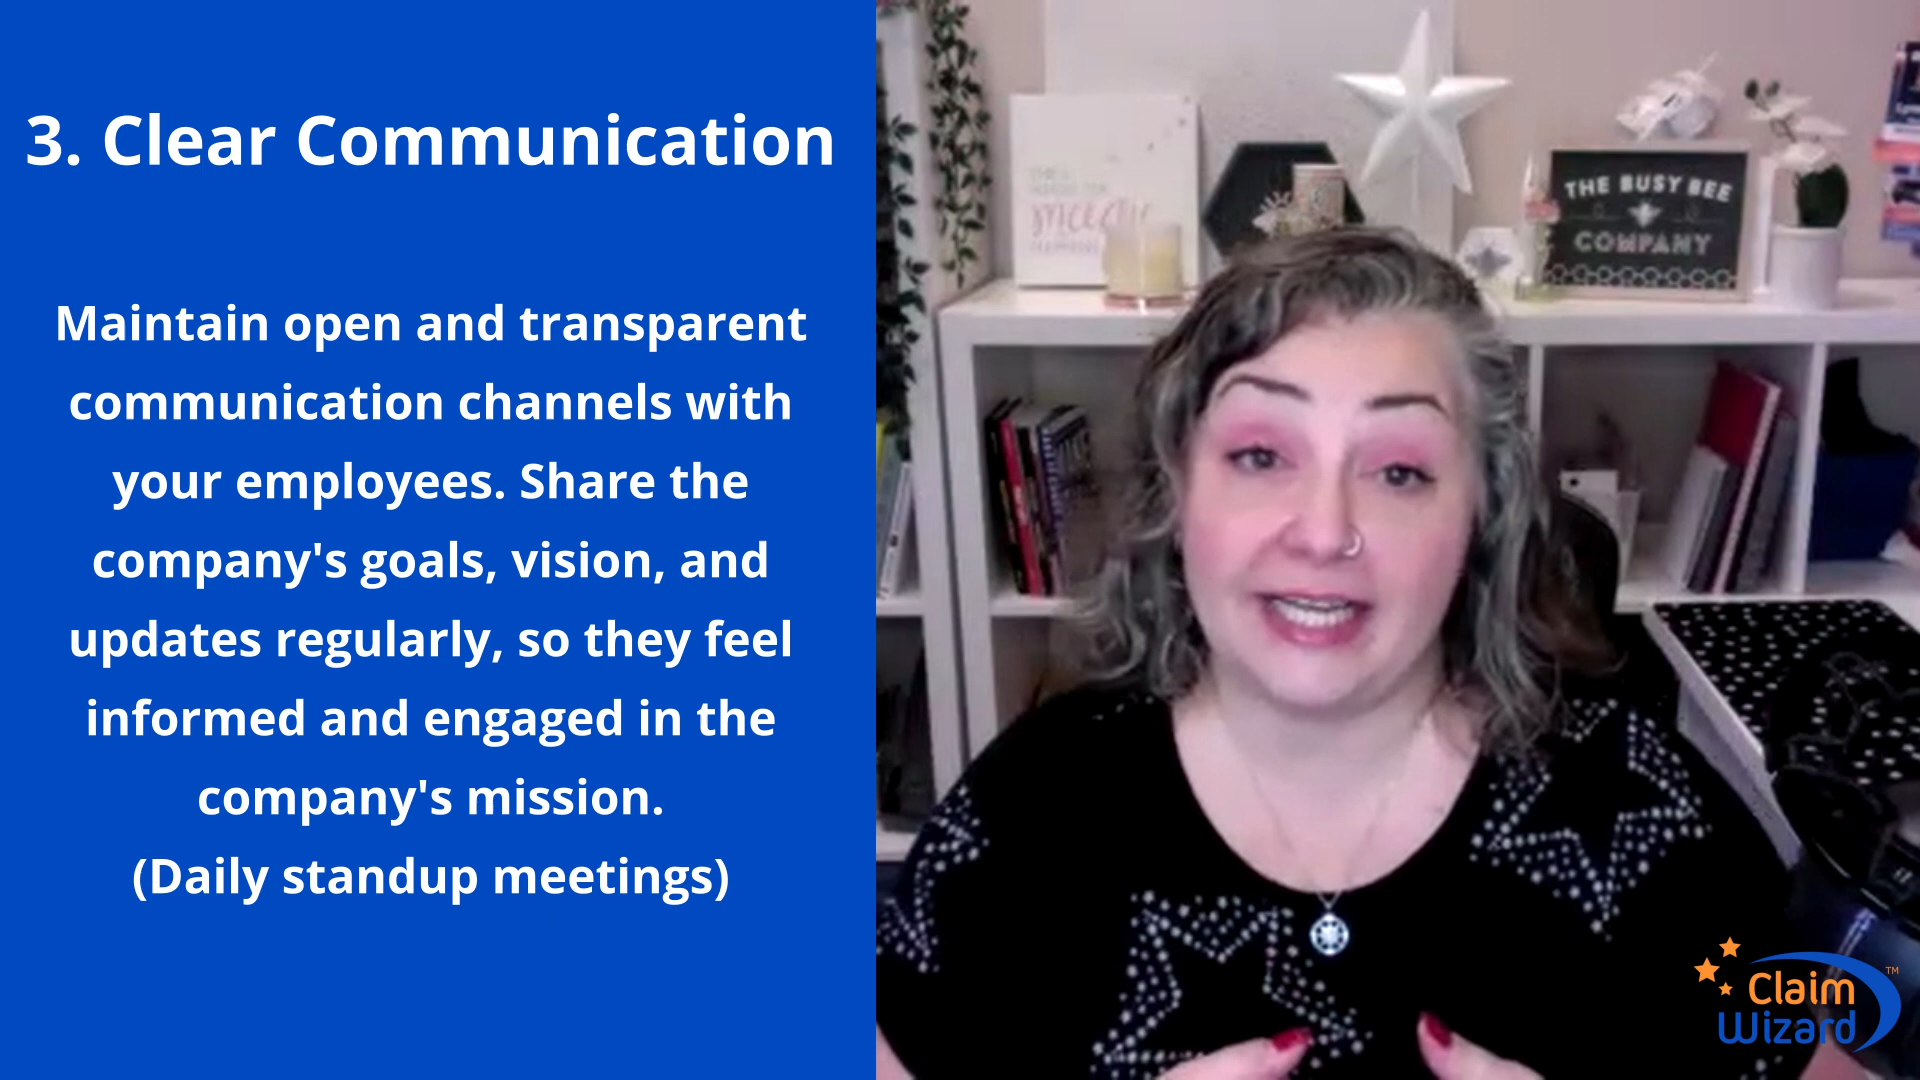 3. Clear Communication
Maintain open and transparent
communication channels with
your employees. Share the
company's goals, vision, and
updates regularly, so they feel
informed and engaged in the
company's mission.
(Daily standup meetings)
THE BUSY BEE
COMPANY
Claim
Wizard
TM